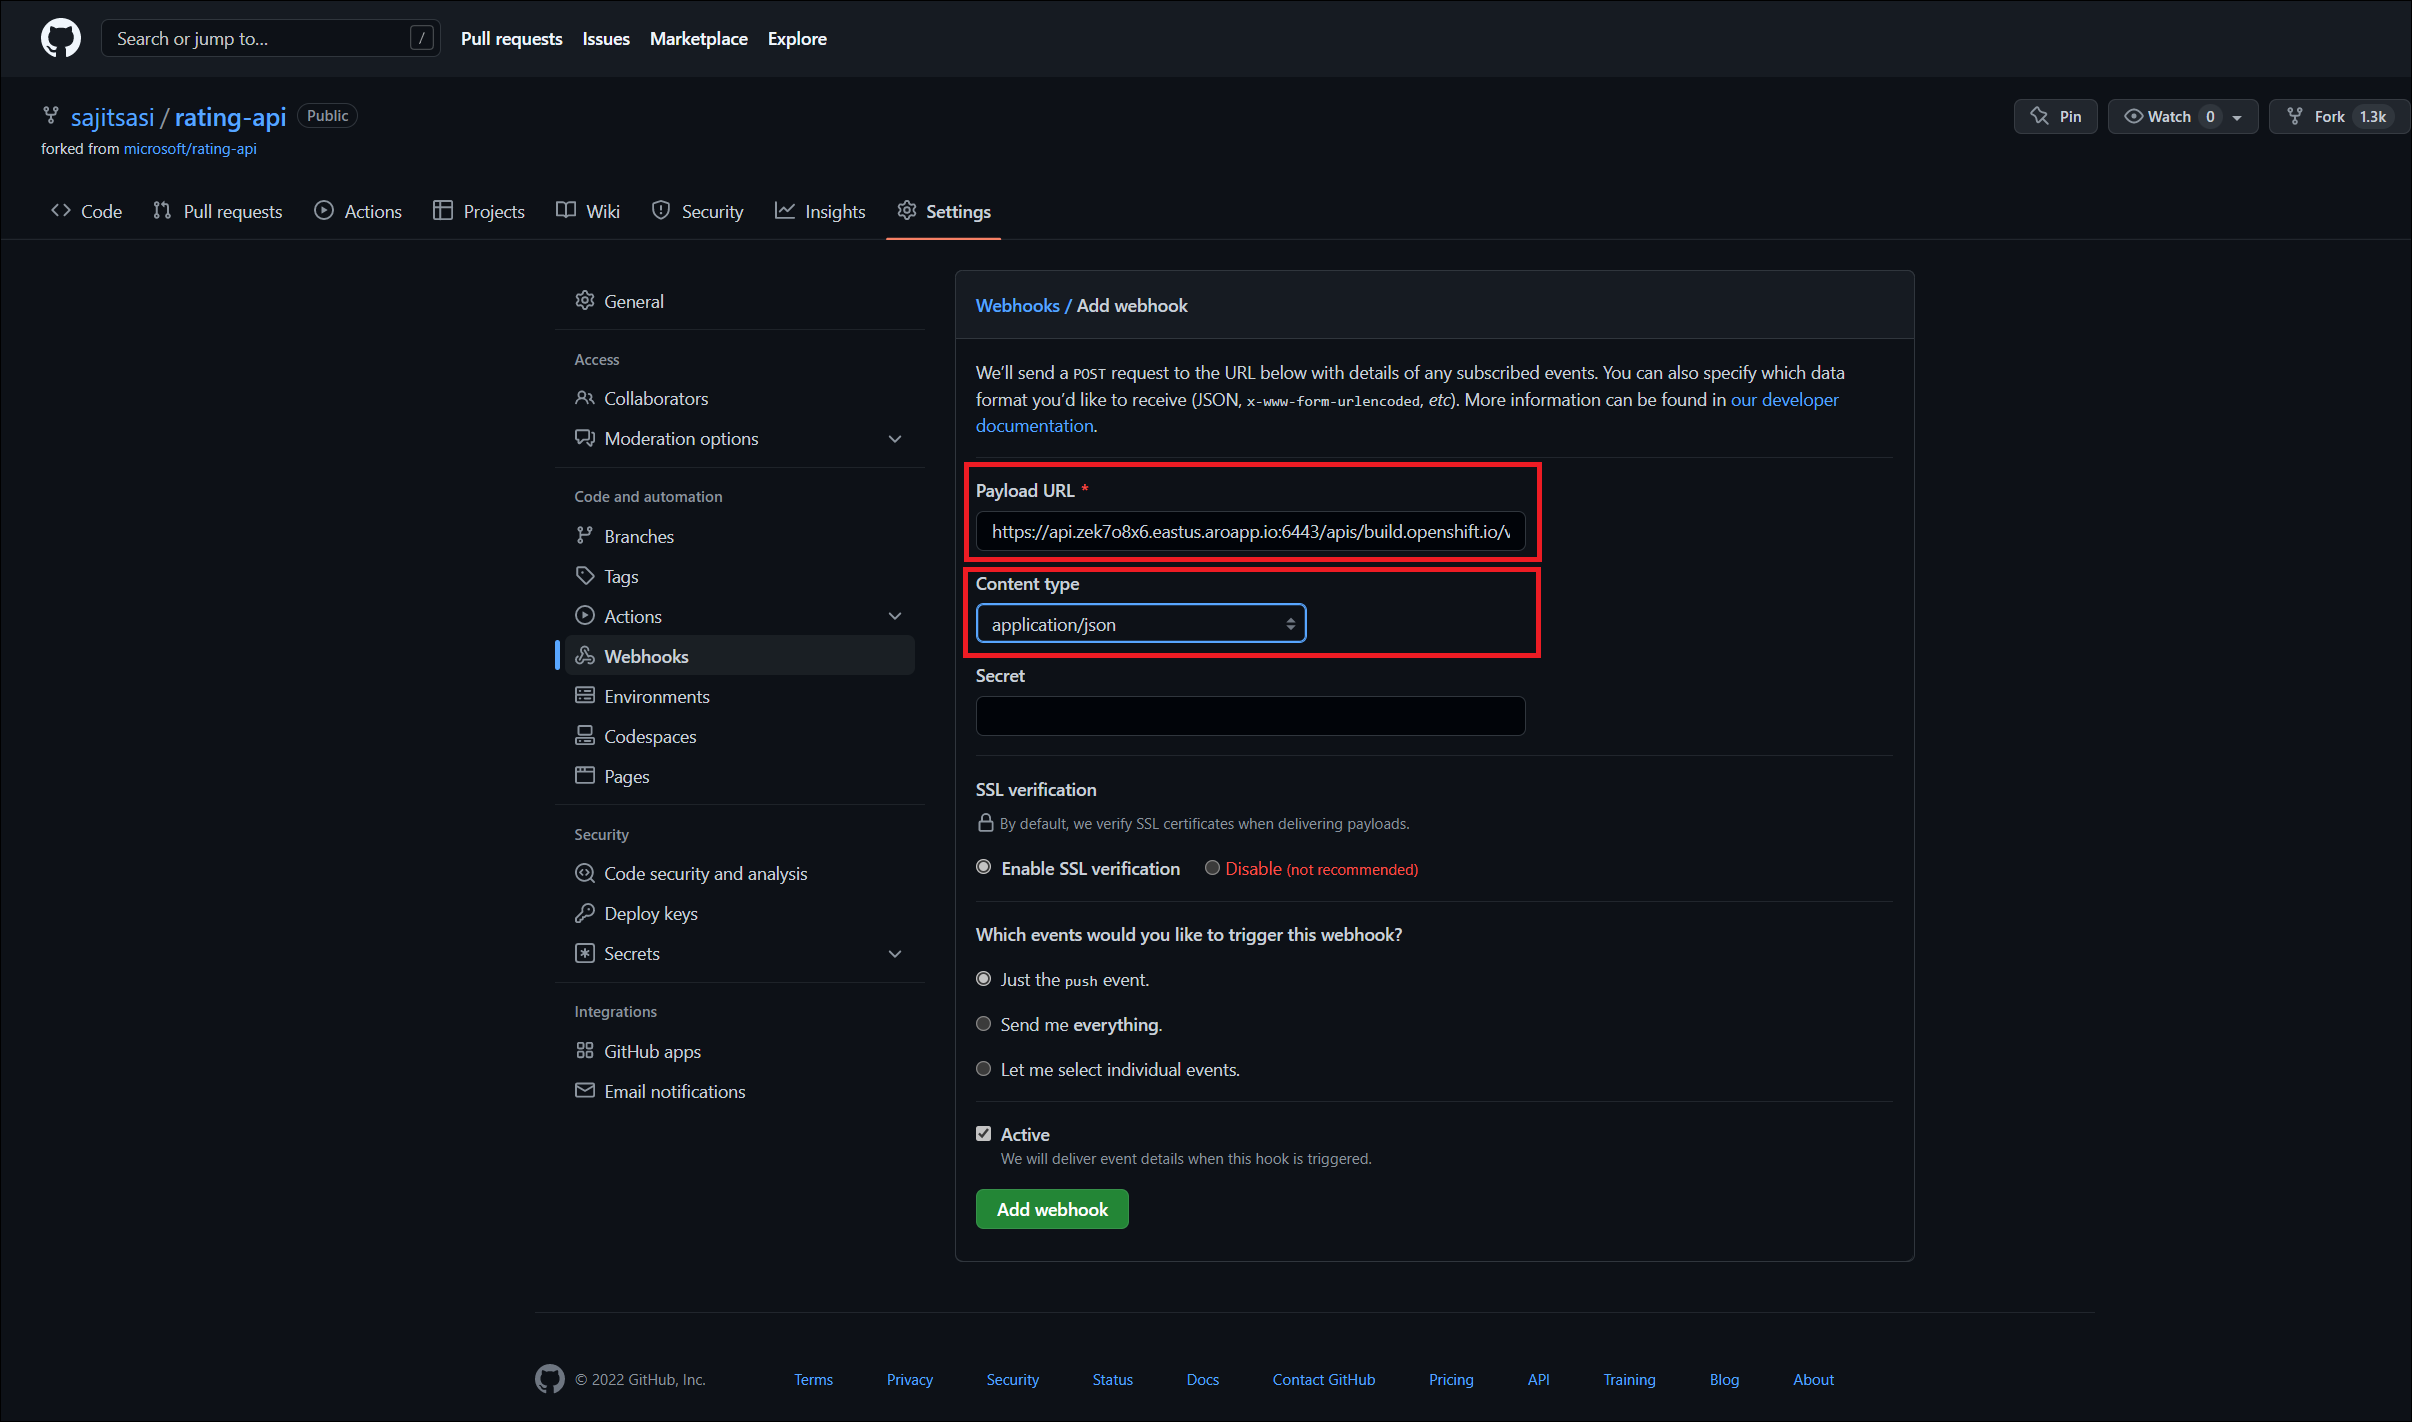 Search or jump to... /
Pull requests Issues Marketplace Explore
sajitsasi / rating-api Public
forked from microsoft/rating-api
Pin Watch 0 Fork 1.3k
Code Pull requests Actions Projects Wiki Security Insights Settings
General
Access
Collaborators
Moderation options
Code and automation
Branches
Tags
Actions
Webhooks
Environments
Codespaces
Pages
Security
Code security and analysis
Deploy keys
Secrets
Integrations
GitHub apps
Email notifications
Webhooks / Add webhook
We’ll send a POST request to the URL below with details of any subscribed events. You can also specify which data
format you’d like to receive (JSON, x-www-form-urlencoded, etc). More information can be found in our developer
documentation.
Payload URL *
https://api.zek7o8x6.eastus.aroapp.io:6443/apis/build.openshift.io/v
Content type
application/json
Secret
SSL verification
By default, we verify SSL certificates when delivering payloads.
Enable SSL verification Disable (not recommended)
Which events would you like to trigger this webhook?
Just the push event.
Send me everything.
Let me select individual events.
Active
We will deliver event details when this hook is triggered.
Add webhook
© 2022 GitHub, Inc. Terms Privacy Security Status Docs Contact GitHub Pricing API Training Blog About